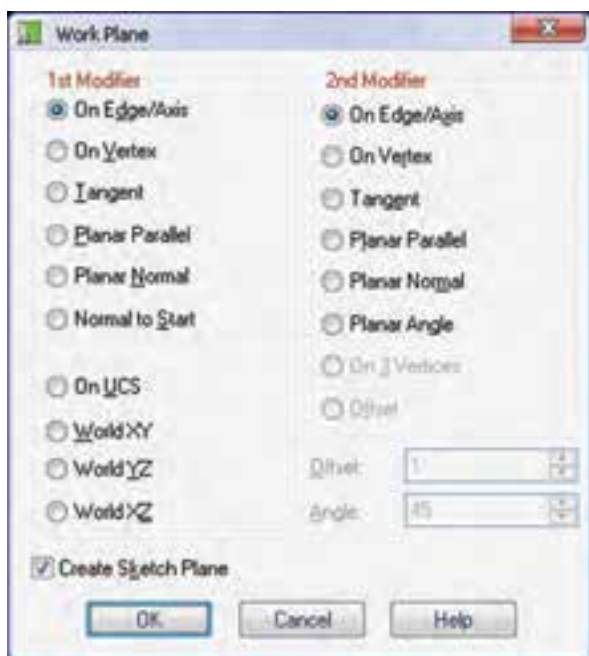 Work Plane
1st Modifier
On Edge/Axis
On Vertex
Tangent
Planar Parallel
Planar Normal
Normal to Start
On UCS
World XY
World YZ
World XZ
2nd Modifier
On Edge/Axis
On Vertex
Tangent
Planar Parallel
Planar Normal
Planar Angle
On 3 Vertices
Offset
Offset: 1
Angle: 45
Create Sketch Plane
OK Cancel Help